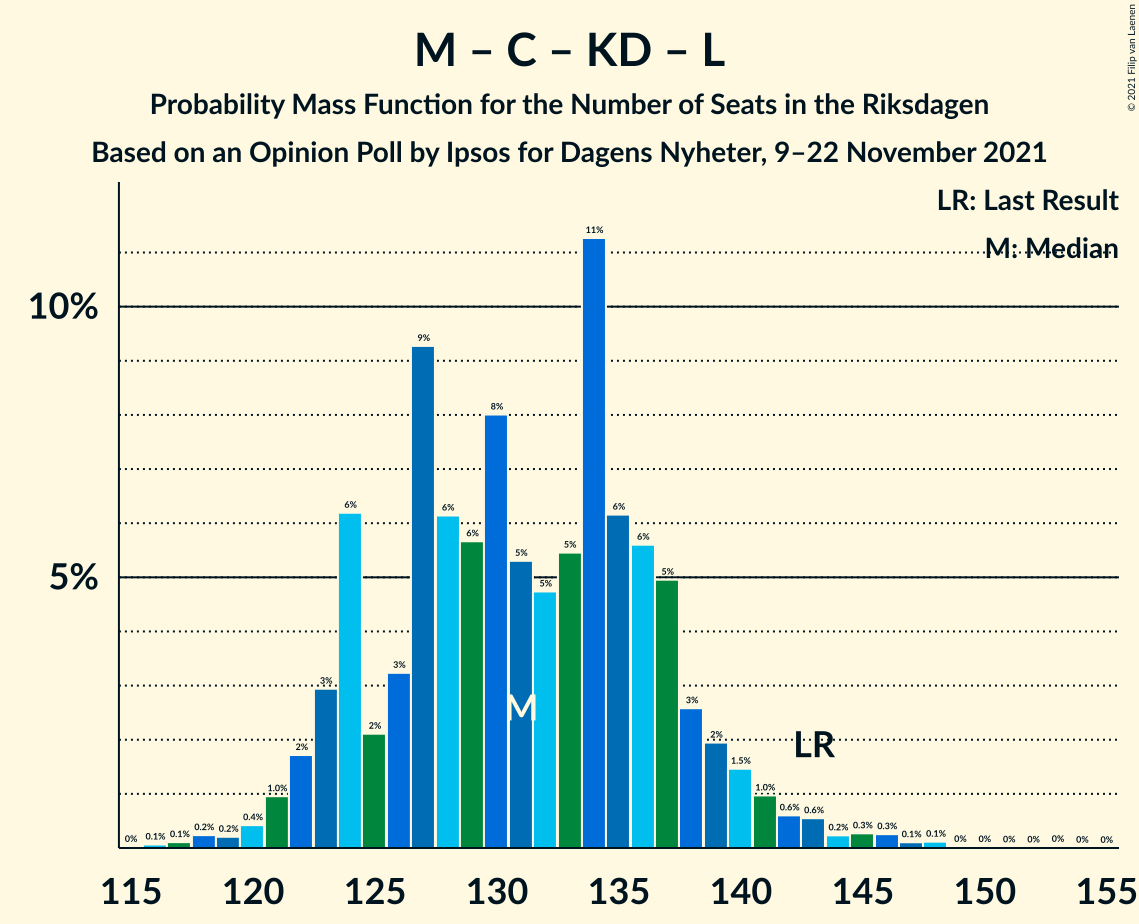 M – C – KD – L
Probability Mass Function for the Number of Seats in the Riksdagen
Based on an Opinion Poll by Ipsos for Dagens Nyheter, 9–22 November 2021
© 2021 Filip van Laenen
LR: Last Result
M: Median
10%
5%
0% 0.1% 0.1% 0.2% 0.2% 0.4% 1.0% 2% 3% 6% 2% 3% 9% 6% 6% 8% 5% 5% 5% 11% 6% 6% 5% 3% 2% 1.5% 1.0% 0.6% 0.6% 0.2% 0.3% 0.3% 0.1% 0.1% 0% 0% 0% 0% 0% 0% 0%
M
LR
115 120 125 130 135 140 145 150 155